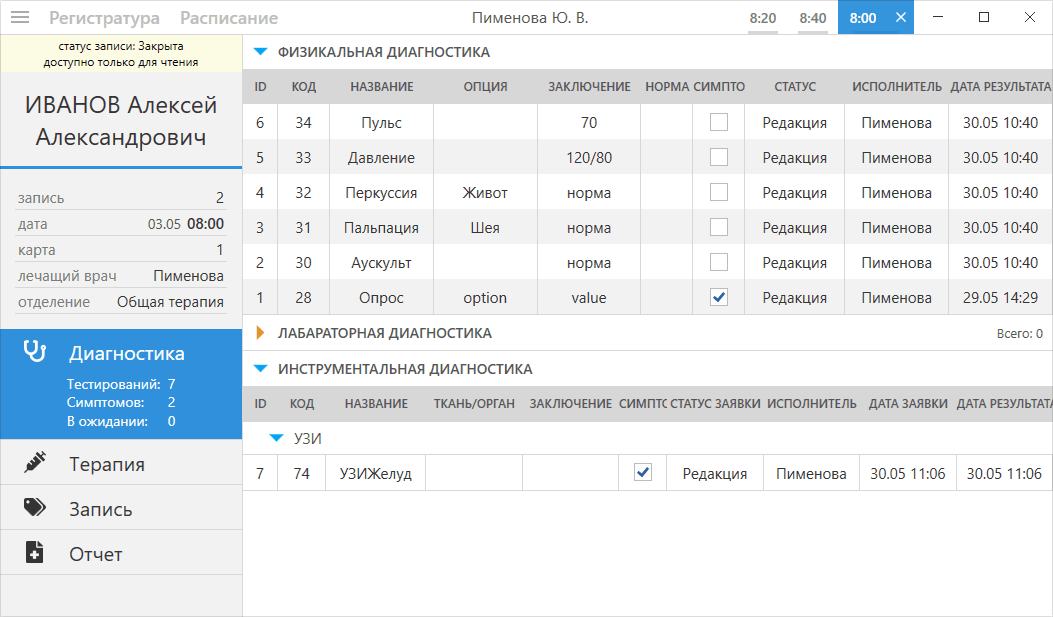 Регистратура Расписание Пименова Ю. В. 8:20 8:40 8:00
статус записи: Закрыта
доступно только для чтения
ИВАНОВ Алексей
Александрович
запись 2
дата 03.05 08:00
карта 1
лечащий врач Пименова
отделение Общая терапия
Диагностика
Тестирований: 7
Симптомов: 2
В ожидании: 0
Терапия
Запись
Отчет
ФИЗИКАЛЬНАЯ ДИАГНОСТИКА
ID КОД НАЗВАНИЕ ОПЦИЯ ЗАКЛЮЧЕНИЕ НОРМА СИМПТО СТАТУС ИСПОЛНИТЕЛЬ ДАТА РЕЗУЛЬТАТА
6 34 Пульс 70 Редакция Пименова 30.05 10:40
5 33 Давление 120/80 Редакция Пименова 30.05 10:40
4 32 Перкуссия Живот норма Редакция Пименова 30.05 10:40
3 31 Пальпация Шея норма Редакция Пименова 30.05 10:40
2 30 Аускульт норма Редакция Пименова 30.05 10:40
1 28 Опрос option value Редакция Пименова 29.05 14:29
ЛАБАРАТОРНАЯ ДИАГНОСТИКА Всего: 0
ИНСТРУМЕНТАЛЬНАЯ ДИАГНОСТИКА
ID КОД НАЗВАНИЕ ТКАНЬ/ОРГАН ЗАКЛЮЧЕНИЕ СИМПТО СТАТУС ЗАЯВКИ ИСПОЛНИТЕЛЬ ДАТА ЗАЯВКИ ДАТА РЕЗУЛЬТАТА
УЗИ
7 74 УЗИЖелуд Редакция Пименова 30.05 11:06 30.05 11:06